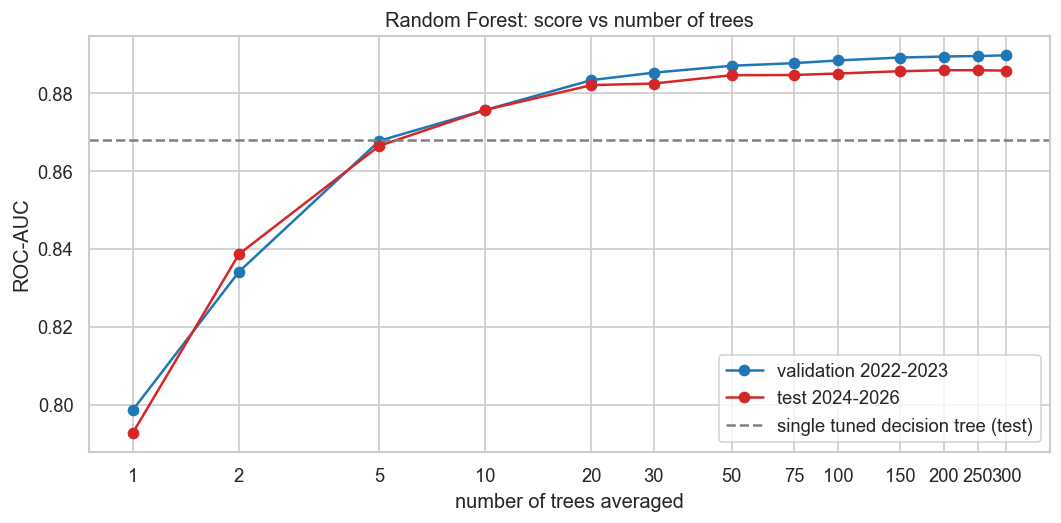 Random Forest: score vs number of trees
ROC-AUC
0.88
0.86
0.84
0.82
0.80
validation 2022-2023
test 2024-2026
single tuned decision tree (test)
1 2 5 10 20 30 50 75 100 150 200 250 300
number of trees averaged